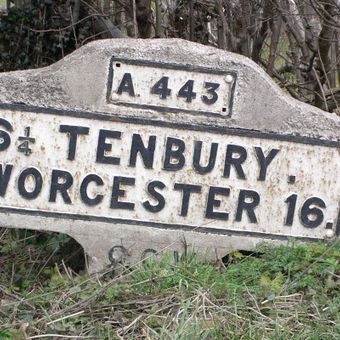 A 443
6¼ TENBURY.
WORCESTER 16.